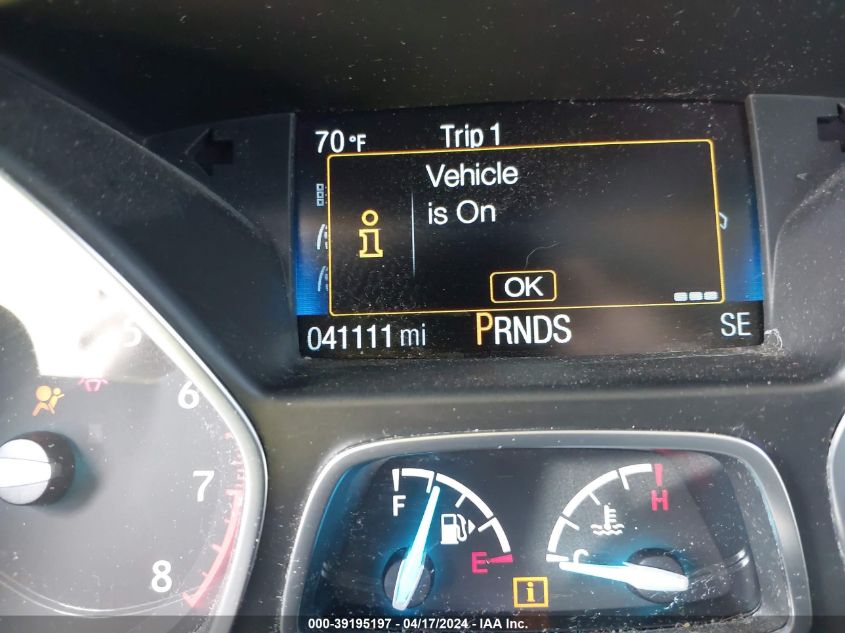 70 °F Trip 1
Vehicle
is On
OK
041111 mi PRNDS SE
5
6
7
8
F
E
H
C
000-39195197 - 04/17/2024 - IAA Inc.